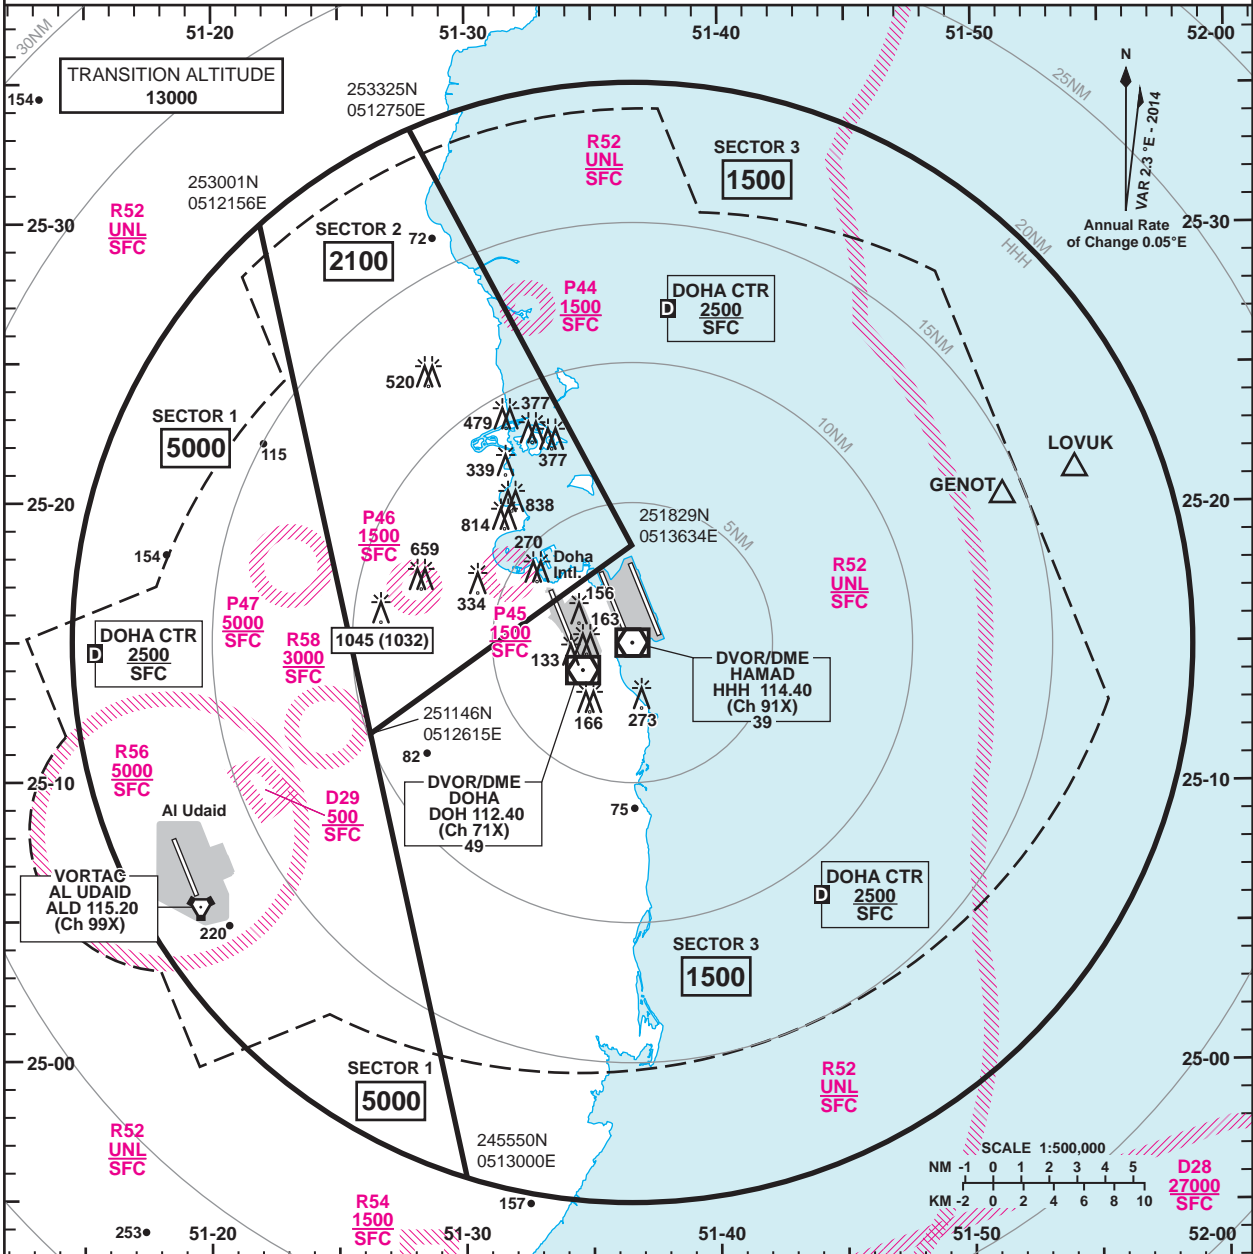 51-20
51-30
51-40
51-50
52-00
30NM
TRANSITION ALTITUDE
13000
154
253325N
0512750E
25NM
N
VAR 2.3 °E - 2014
Annual Rate
of Change 0.05°E
R52
UNL
SFC
SECTOR 3
1500
253001N
0512156E
R52
UNL
SFC
25-30
25-30
SECTOR 2
2100
72
20NM
HHH
P44
1500
SFC
DOHA CTR
D
2500
SFC
15NM
520
SECTOR 1
5000
115
479
377
377
339
10NM
LOVUK
GENOT
25-20
25-20
838
814
251829N
0513634E
5NM
P46
1500
SFC
154
659
270
Doha
Intl.
334
156
163
R52
UNL
SFC
P47
5000
SFC
P45
1500
SFC
R58
3000
SFC
1045 (1032)
133
DOHA CTR
D
2500
SFC
DVOR/DME
HAMAD
HHH 114.40
(Ch 91X)
39
166
273
251146N
0512615E
82
R56
5000
SFC
25-10
25-10
D29
500
SFC
DVOR/DME
DOHA
DOH 112.40
(Ch 71X)
49
75
Al Udaid
VORTAC
AL UDAID
ALD 115.20
(Ch 99X)
220
DOHA CTR
D
2500
SFC
SECTOR 3
1500
25-00
25-00
SECTOR 1
5000
R52
UNL
SFC
R52
UNL
SFC
245550N
0513000E
SCALE 1:500,000
NM -1 0 1 2 3 4 5
KM -2 0 2 4 6 8 10
D28
27000
SFC
R54
1500
SFC
157
253
51-20
51-30
51-40
51-50
52-00